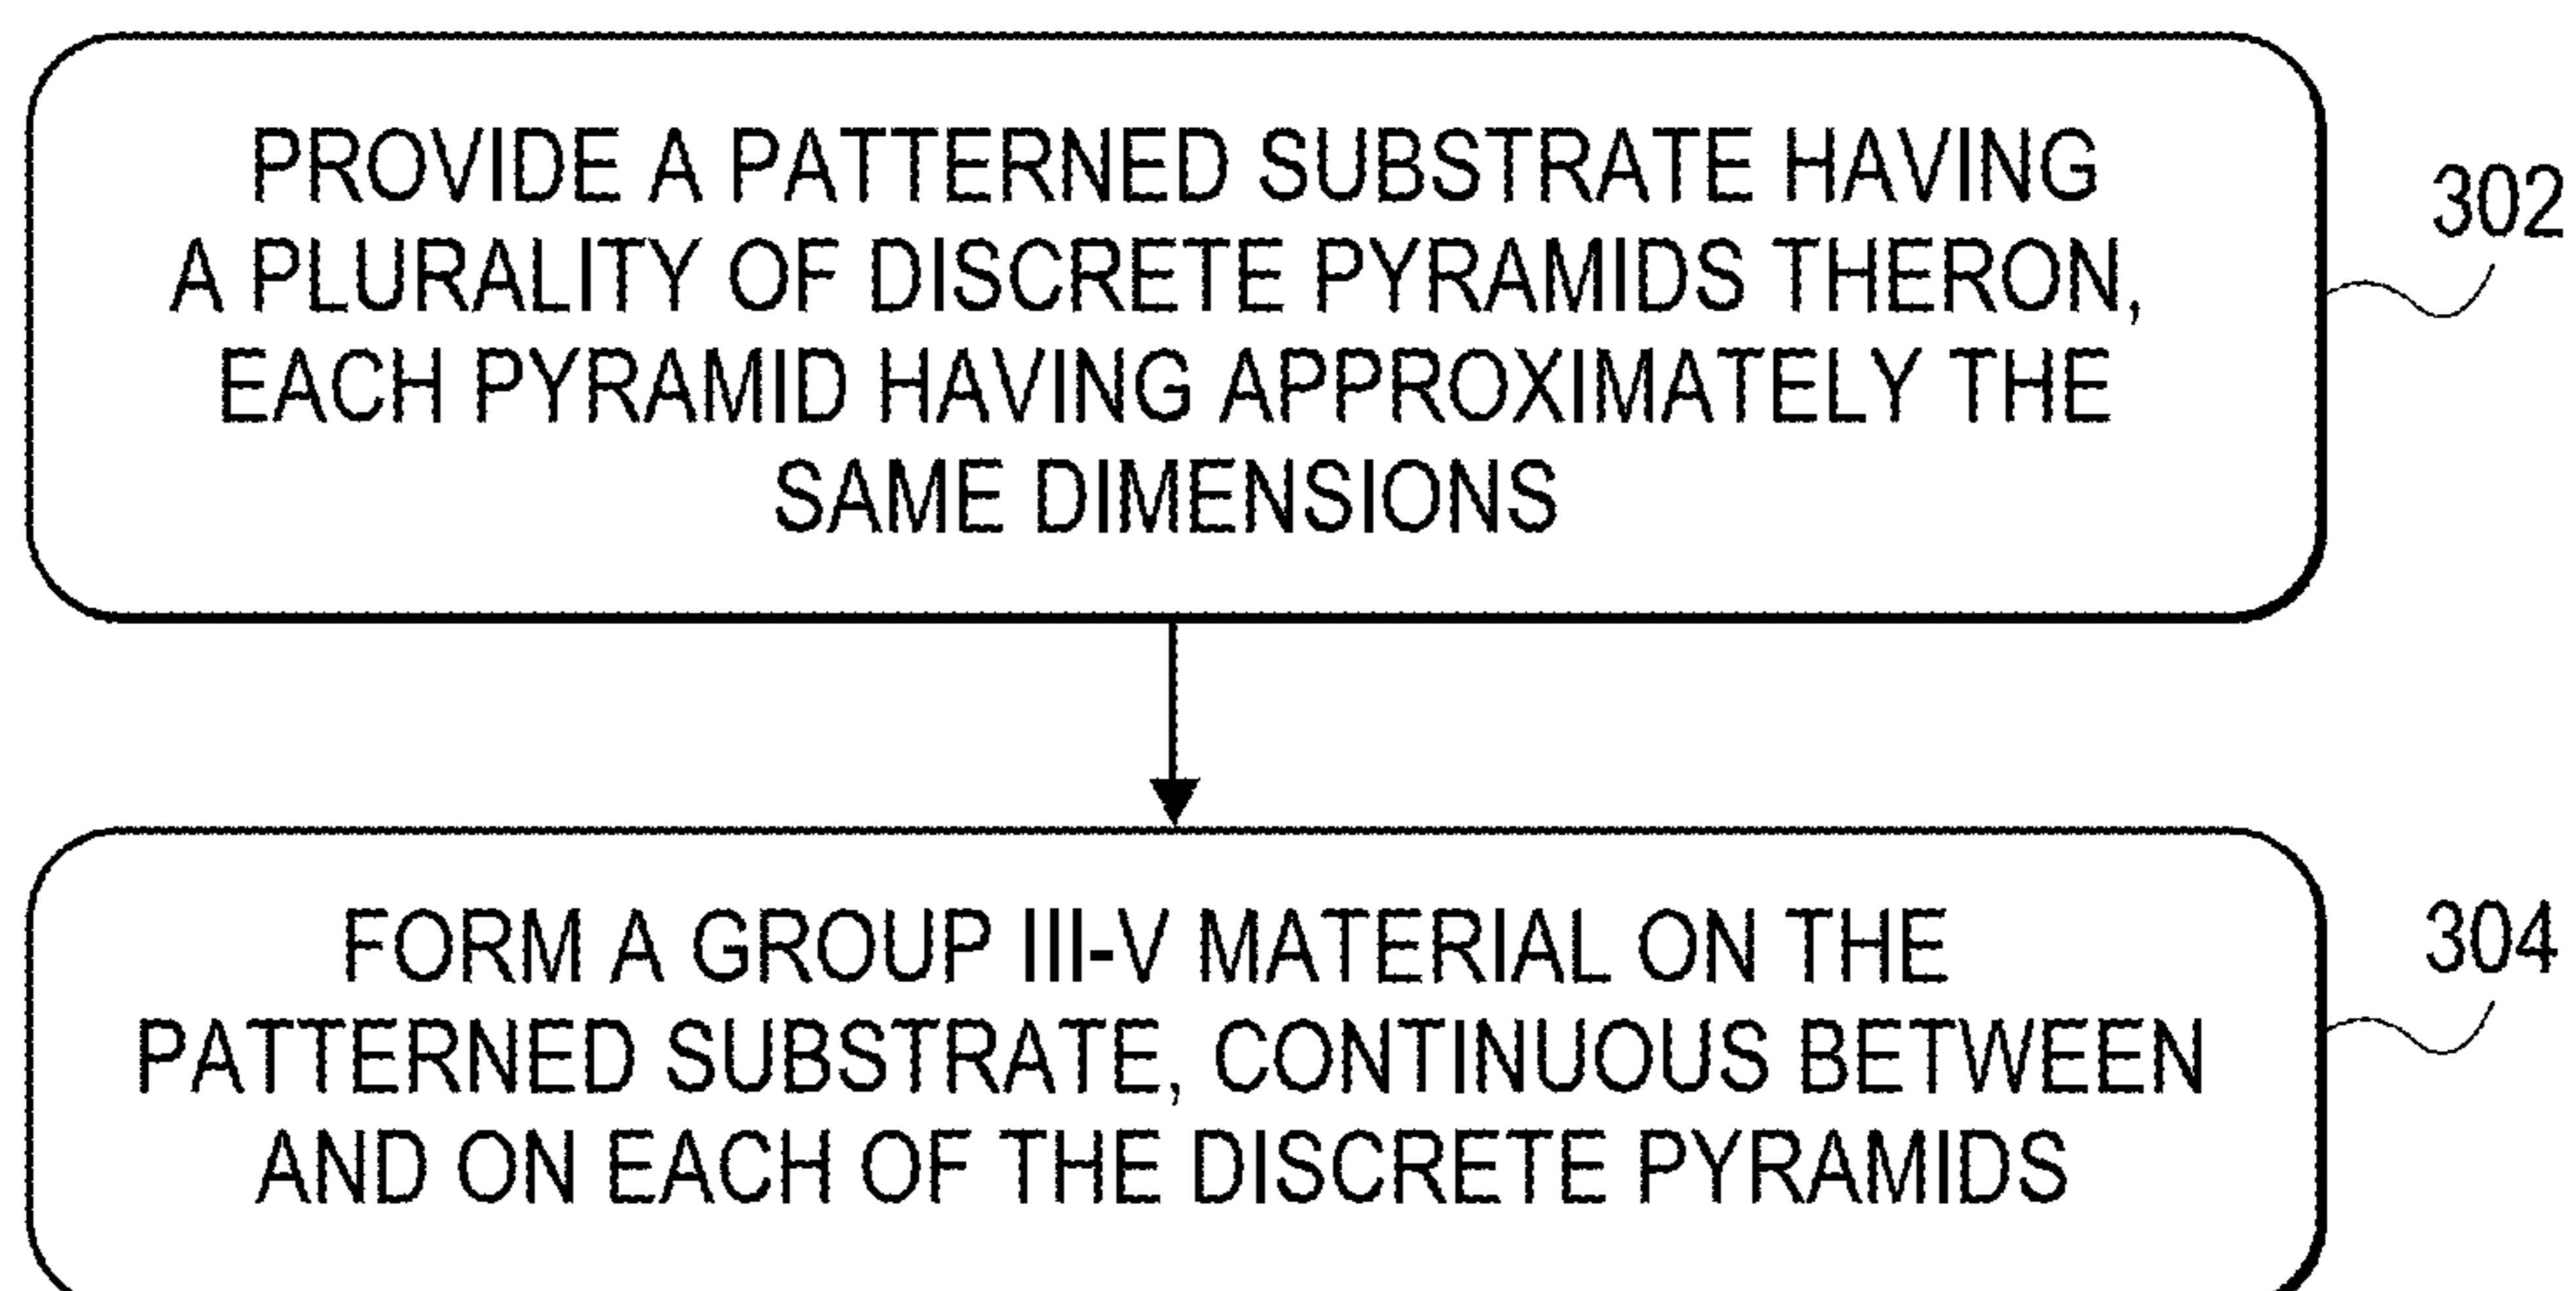 PROVIDE A PATTERNED SUBSTRATE HAVING
A PLURALITY OF DISCRETE PYRAMIDS THERON,
EACH PYRAMID HAVING APPROXIMATELY THE
SAME DIMENSIONS
302
FORM A GROUP III-V MATERIAL ON THE
PATTERNED SUBSTRATE, CONTINUOUS BETWEEN
AND ON EACH OF THE DISCRETE PYRAMIDS
304